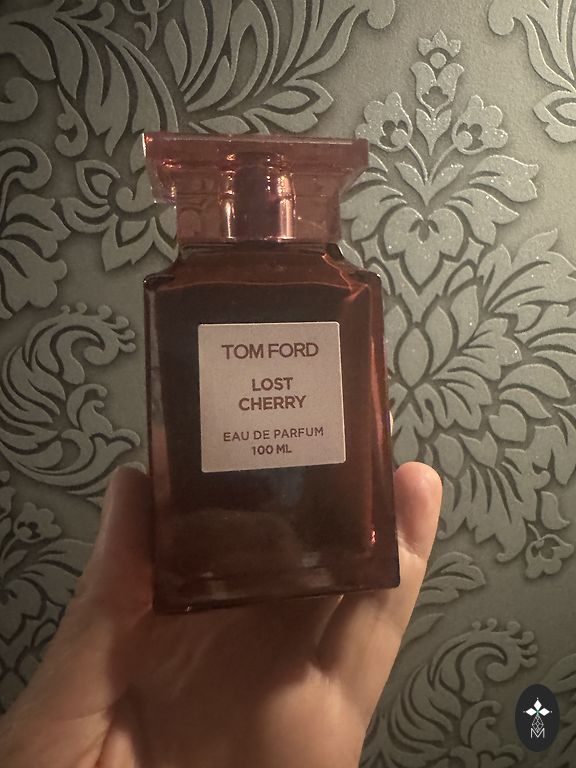 TOM FORD
LOST
CHERRY
EAU DE PARFUM
100 ML